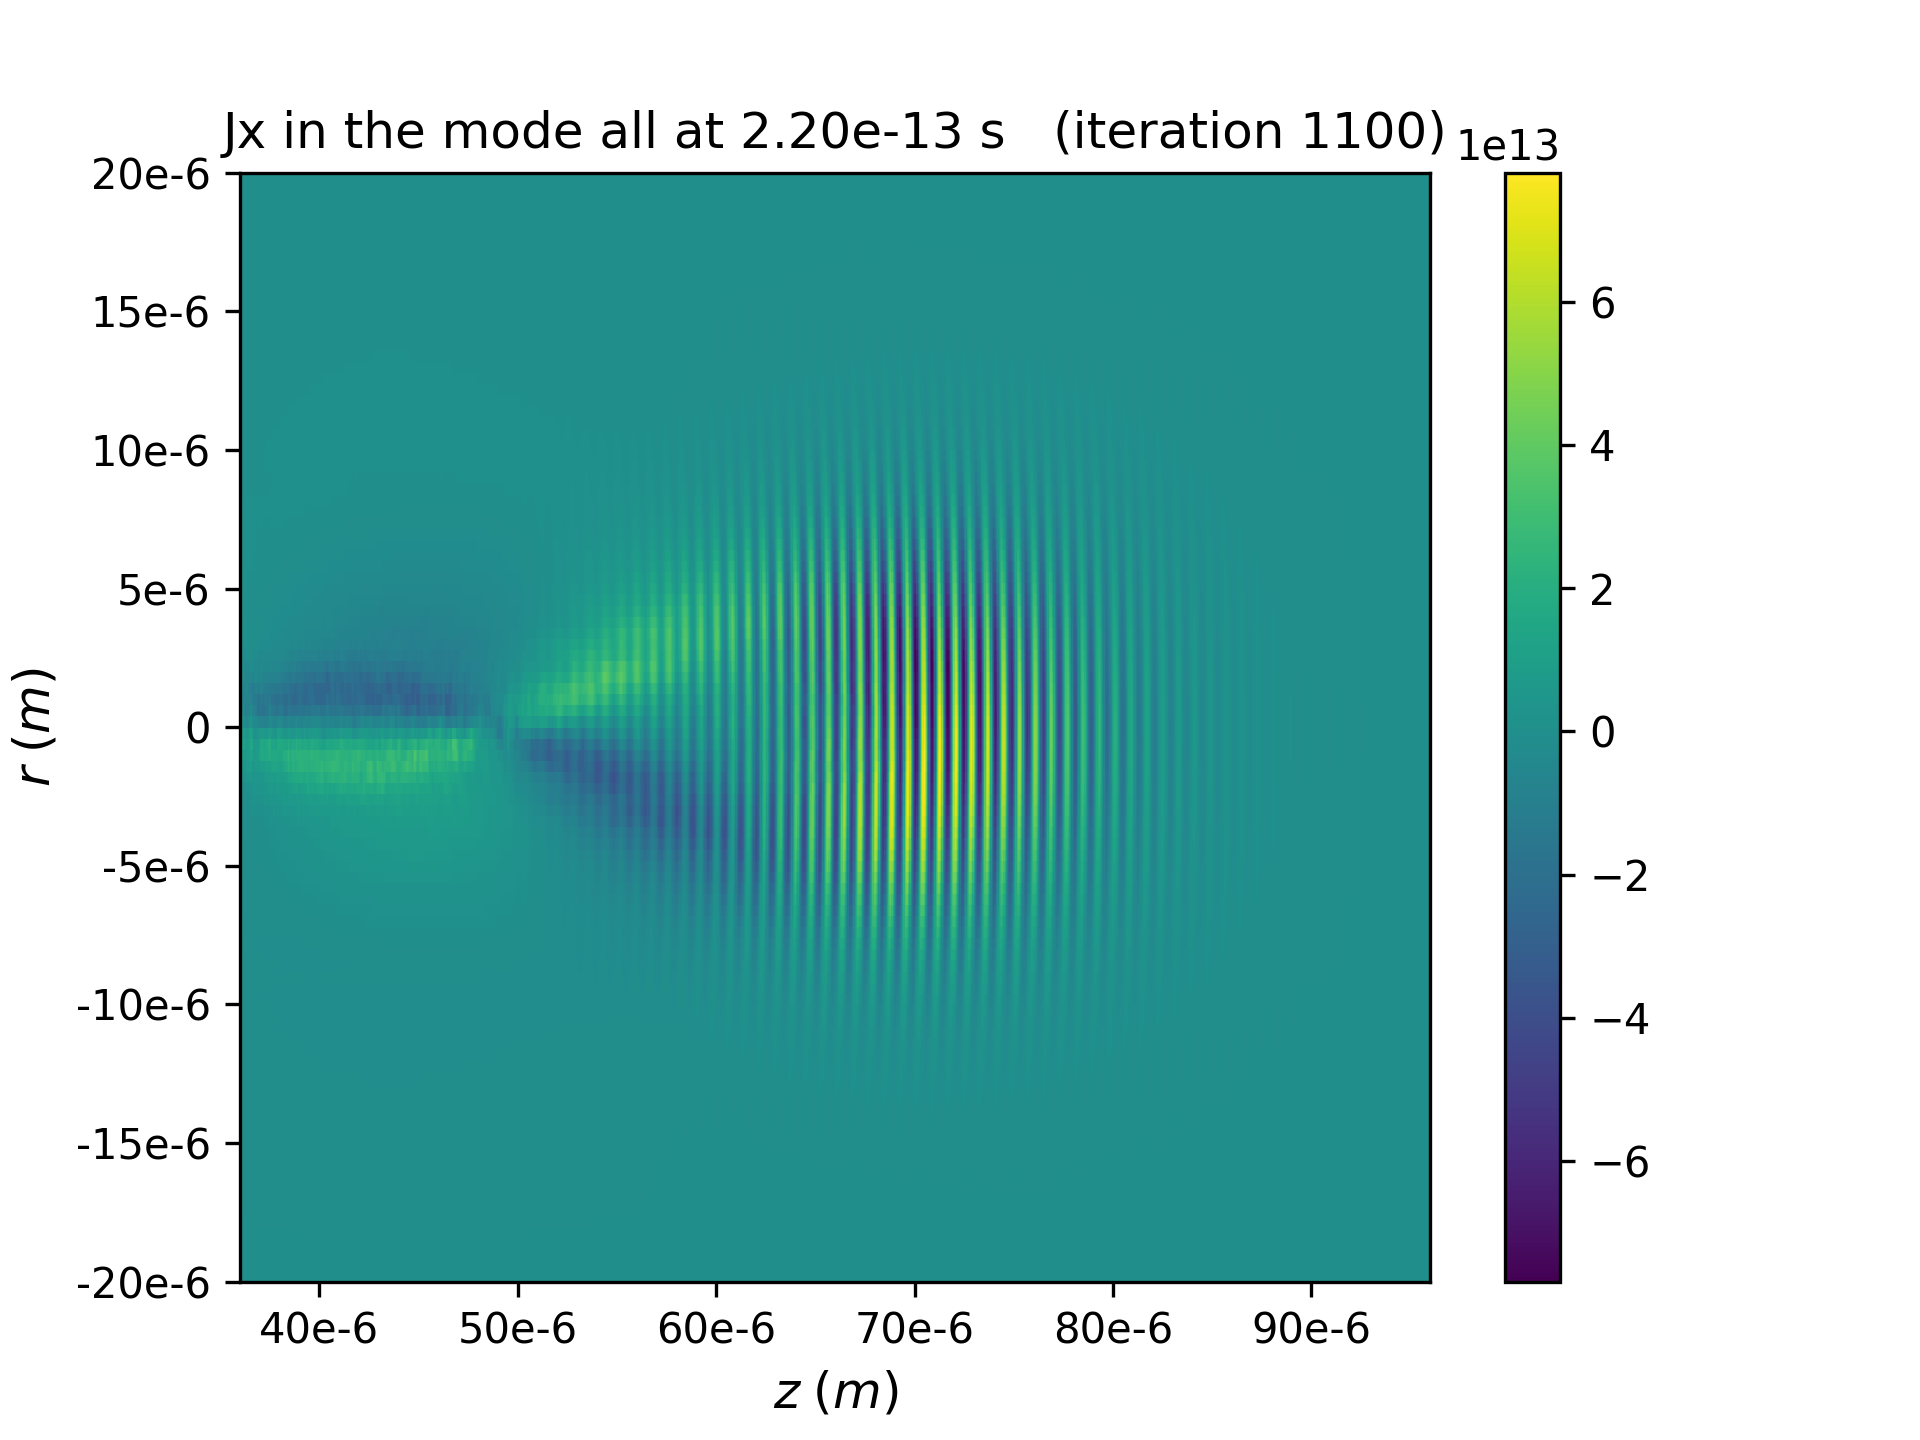 Jx in the mode all at 2.20e-13 s   (iteration 1100)
1e13
20e-6
15e-6
10e-6
5e-6
0
-5e-6
-10e-6
-15e-6
-20e-6
r (m)
40e-6 50e-6 60e-6 70e-6 80e-6 90e-6
z (m)
6
4
2
0
−2
−4
−6